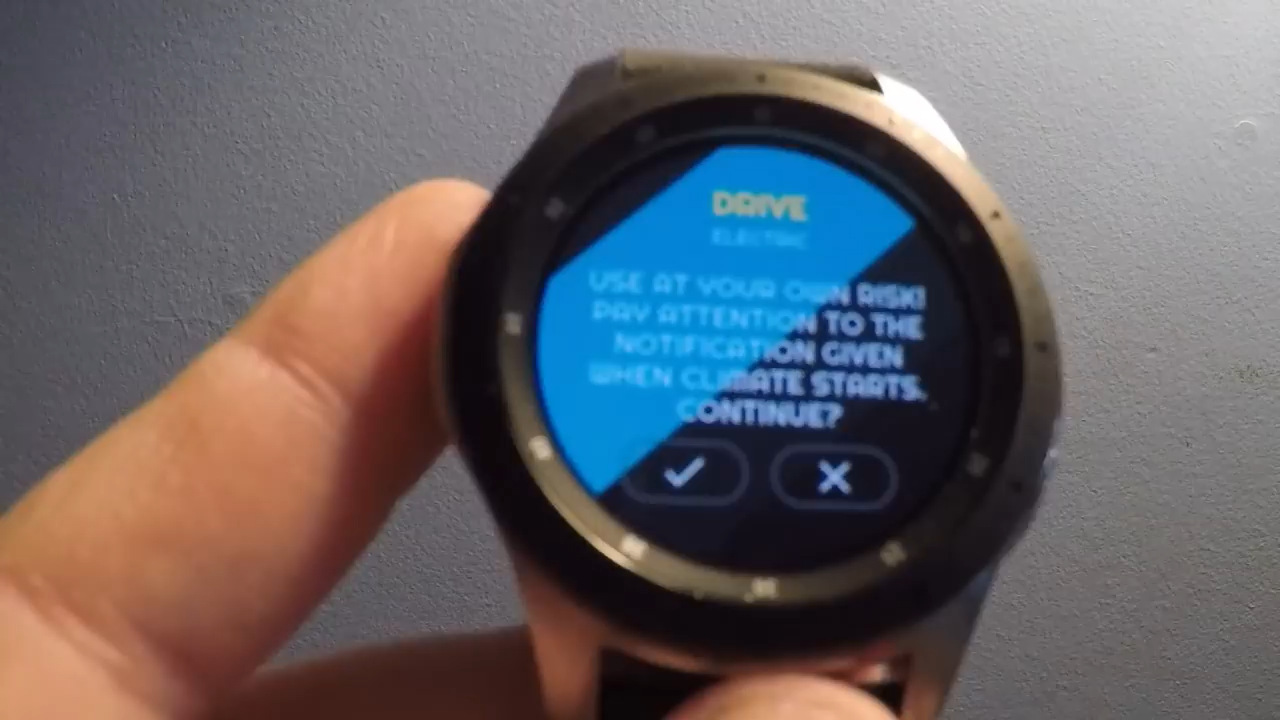 DRIVE
ELECTRIC
USE AT YOUR OWN RISK!
PAY ATTENTION TO THE
NOTIFICATION GIVEN
WHEN CLIMATE STARTS.
CONTINUE?